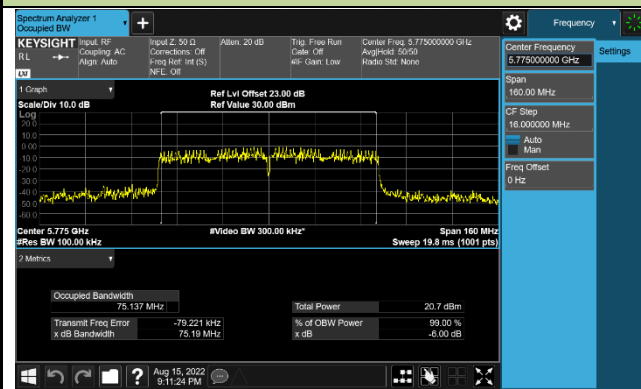 Spectrum Analyzer 1
Occupied BW
Frequency
KEYSIGHT
RL
LXI
Input: RF
Coupling: AC
Align: Auto
Input Z: 50 Ω
Corrections: Off
Freq Ref: Int (S)
NFE: Off
Atten: 20 dB
Trig: Free Run
Gate: Off
#IF Gain: Low
Center Freq: 5.775000000 GHz
Avg|Hold: 50/50
Radio Std: None
Center Frequency
5.775000000 GHz
Settings
Span
160.00 MHz
CF Step
16.000000 MHz
Auto
Man
Freq Offset
0 Hz
1 Graph
Scale/Div 10.0 dB
Ref Lvl Offset 23.00 dB
Ref Value 30.00 dBm
Log
20.0
10.0
0.00
-10.0
-20.0
-30.0
-40.0
-50.0
-60.0
Center 5.775 GHz
#Res BW 100.00 kHz
#Video BW 300.00 kHz*
Span 160 MHz
Sweep 19.8 ms (1001 pts)
2 Metrics
Occupied Bandwidth
75.137 MHz
Transmit Freq Error -79.221 kHz
x dB Bandwidth 75.19 MHz
Total Power 20.7 dBm
% of OBW Power 99.00 %
x dB -6.00 dB
?
Aug 15, 2022
9:11:24 PM